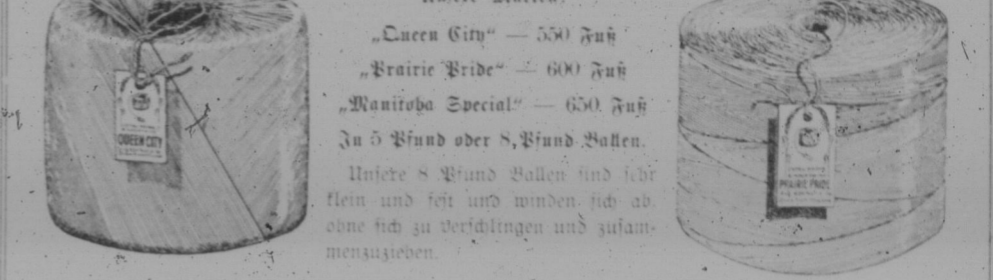 Unsere Marken:
„Queen City“ — 550 Fuß
„Prairie Pride“ — 600 Fuß
„Manitoba Special“ — 650 Fuß
In 5 Pfund oder 8 Pfund Ballen.
Unsere 8 Pfund Ballen sind sehr
klein und fest und winden sich ab,
ohne sich zu verschlingen und zusam-
menzuziehen.
QUEEN CITY
PRAIRIE PRIDE